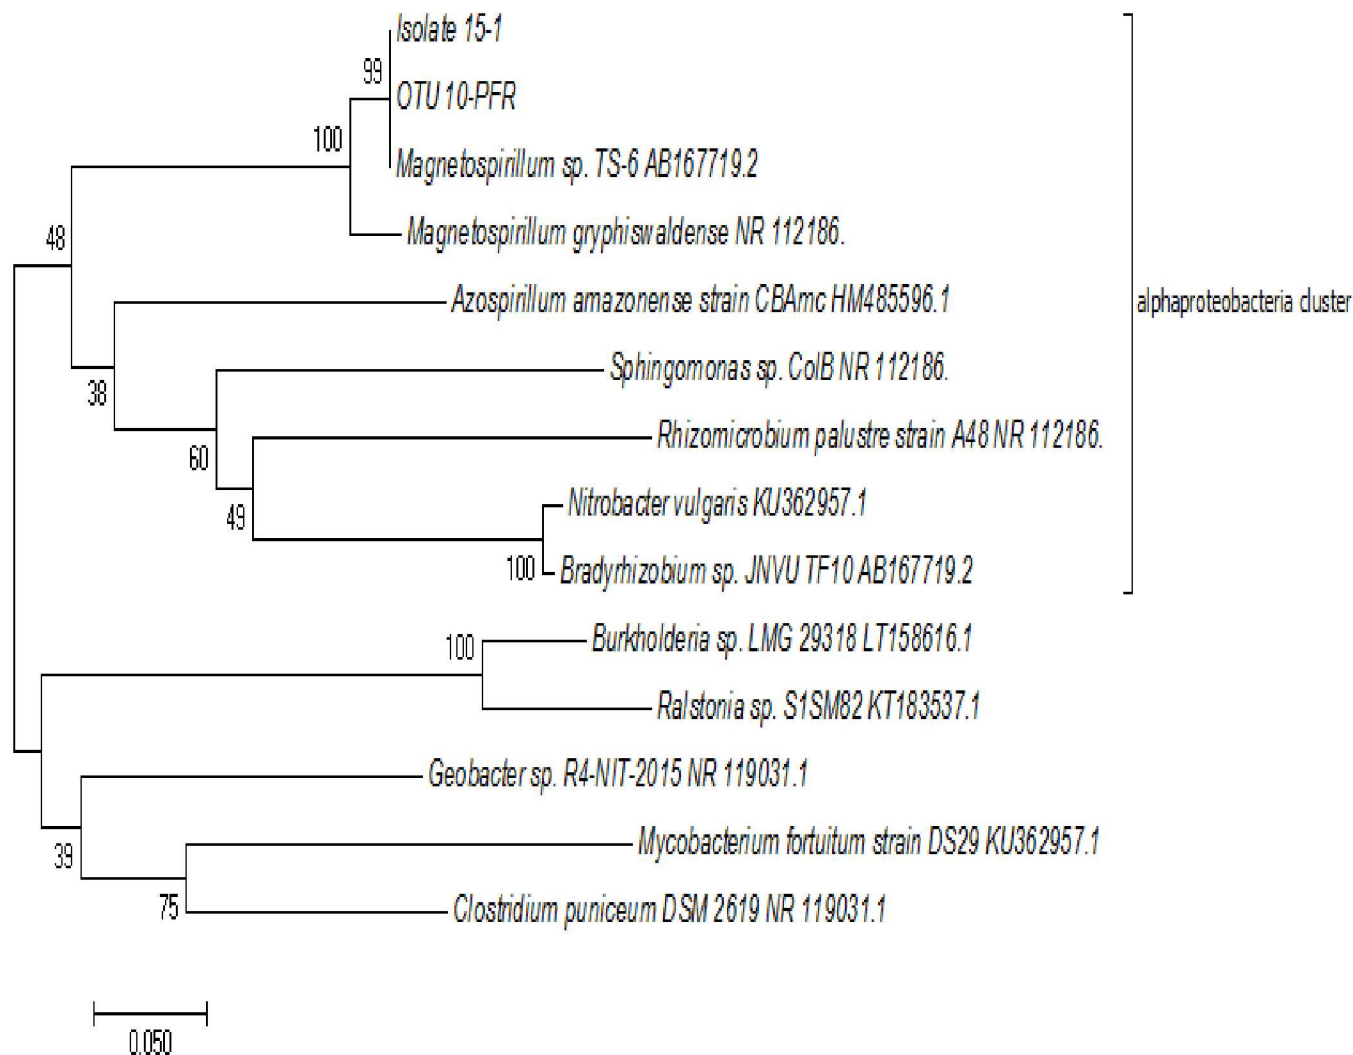 Isolate 15-1
99
OTU 10-PFR
100
Magnetospirillum sp. TS-6 AB167719.2
48
Magnetospirillum gryphiswaldense NR 112186.
Azospirillum amazonense strain CBAmc HM485596.1
alphaproteobacteria cluster
38
Sphingomonas sp. ColB NR 112186.
Rhizomicrobium palustre strain A48 NR 112186.
60
Nitrobacter vulgaris KU362957.1
49
100
Bradyrhizobium sp. JNVU TF10 AB167719.2
Burkholderia sp. LMG 29318 LT158616.1
100
Ralstonia sp. S1SM82 KT183537.1
Geobacter sp. R4-NIT-2015 NR 119031.1
Mycobacterium fortuitum strain DS29 KU362957.1
39
75
Clostridium puniceum DSM 2619 NR 119031.1
0.050